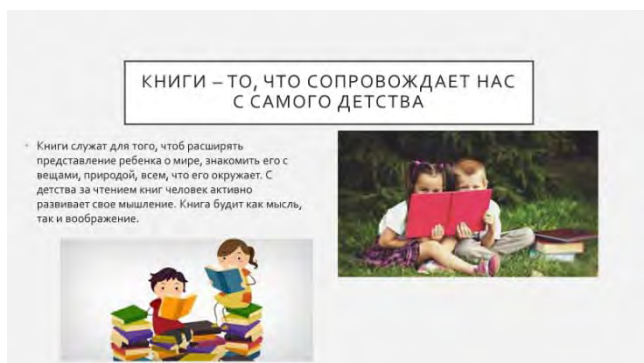 КНИГИ – ТО, ЧТО СОПРОВОЖДАЕТ НАС
С САМОГО ДЕТСТВА
Книги служат для того, чтоб расширять
представление ребенка о мире, знакомить его с
вещами, природой, всем, что его окружает. С
детства за чтением книг человек активно
развивает свое мышление. Книга будит как мысль,
так и воображение.